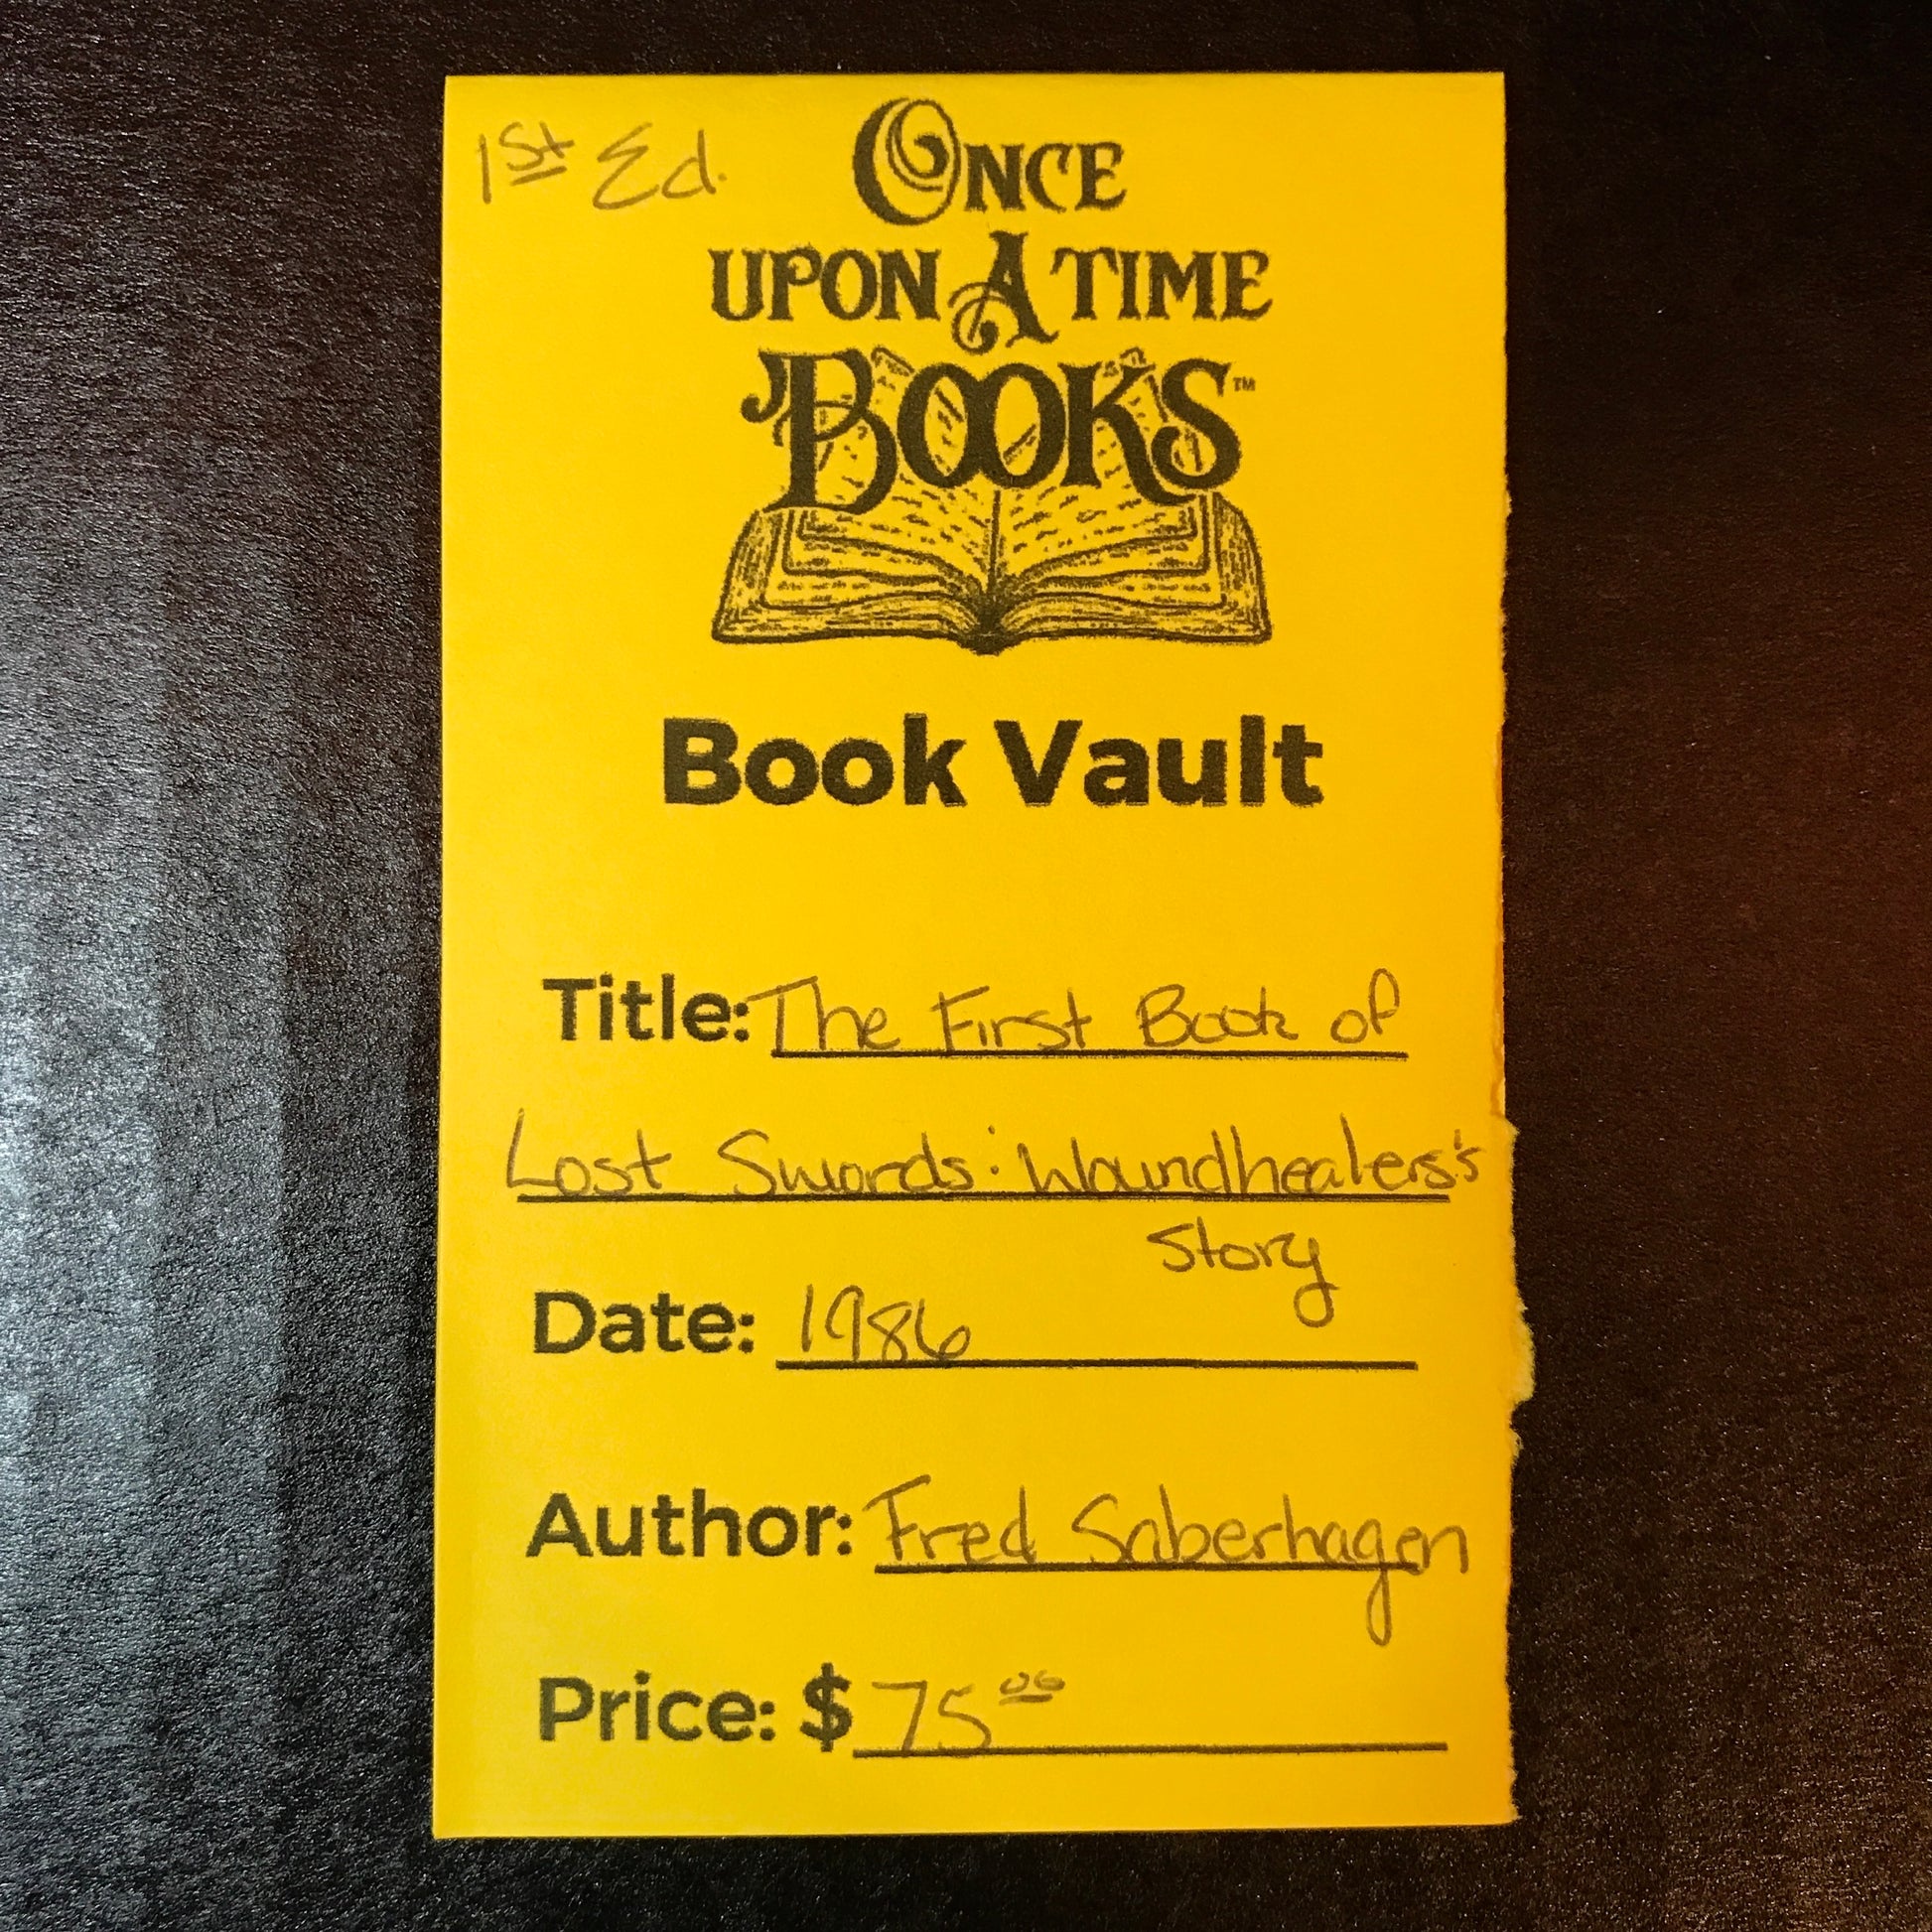 1st Ed.
ONCE
UPON A TIME
BOOKS™
Book Vault
Title: The First Book of
Lost Swords: Woundhealers's
Story
Date: 1986
Author: Fred Saberhagen
Price: $ 75 00